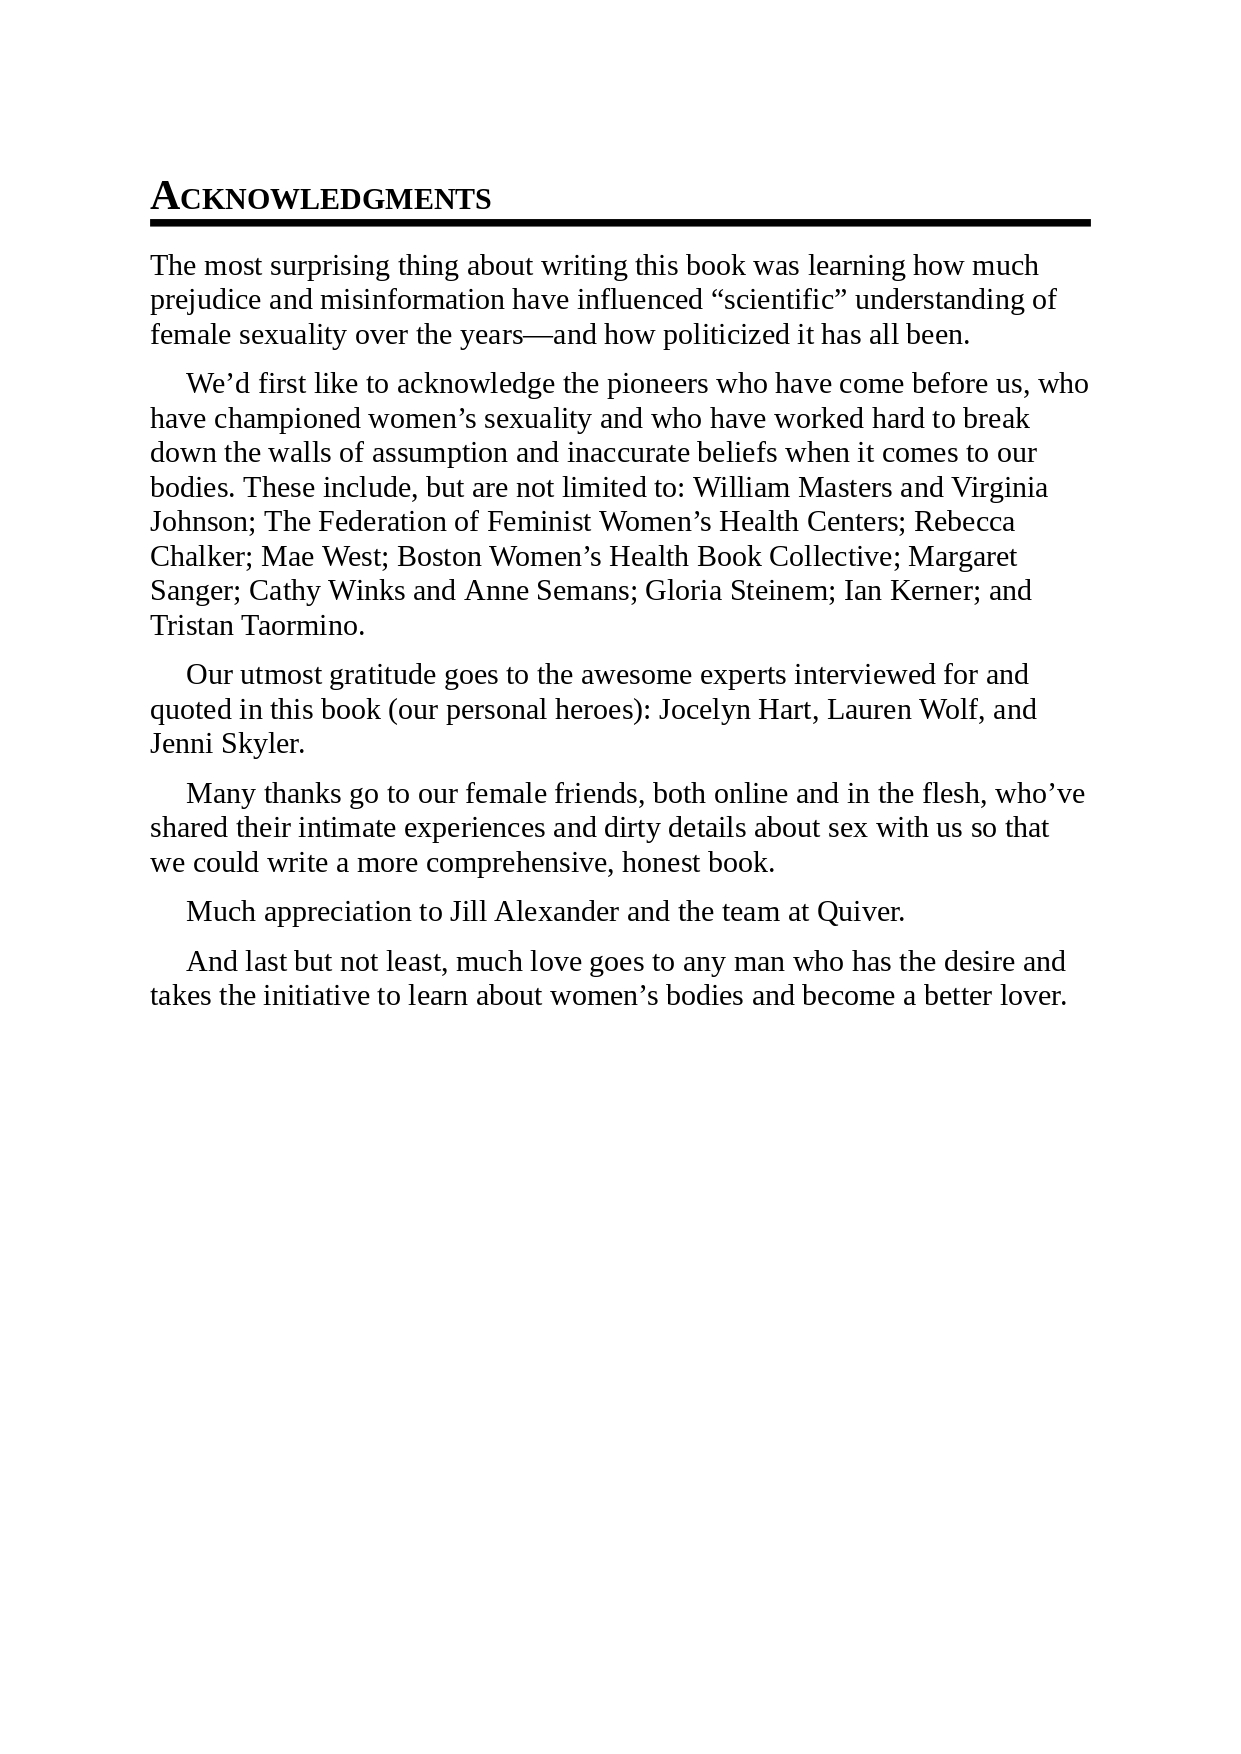 ACKNOWLEDGMENTS
The most surprising thing about writing this book was learning how much
prejudice and misinformation have influenced “scientific” understanding of
female sexuality over the years—and how politicized it has all been.
We’d first like to acknowledge the pioneers who have come before us, who
have championed women’s sexuality and who have worked hard to break
down the walls of assumption and inaccurate beliefs when it comes to our
bodies. These include, but are not limited to: William Masters and Virginia
Johnson; The Federation of Feminist Women’s Health Centers; Rebecca
Chalker; Mae West; Boston Women’s Health Book Collective; Margaret
Sanger; Cathy Winks and Anne Semans; Gloria Steinem; Ian Kerner; and
Tristan Taormino.
Our utmost gratitude goes to the awesome experts interviewed for and
quoted in this book (our personal heroes): Jocelyn Hart, Lauren Wolf, and
Jenni Skyler.
Many thanks go to our female friends, both online and in the flesh, who’ve
shared their intimate experiences and dirty details about sex with us so that
we could write a more comprehensive, honest book.
Much appreciation to Jill Alexander and the team at Quiver.
And last but not least, much love goes to any man who has the desire and
takes the initiative to learn about women’s bodies and become a better lover.